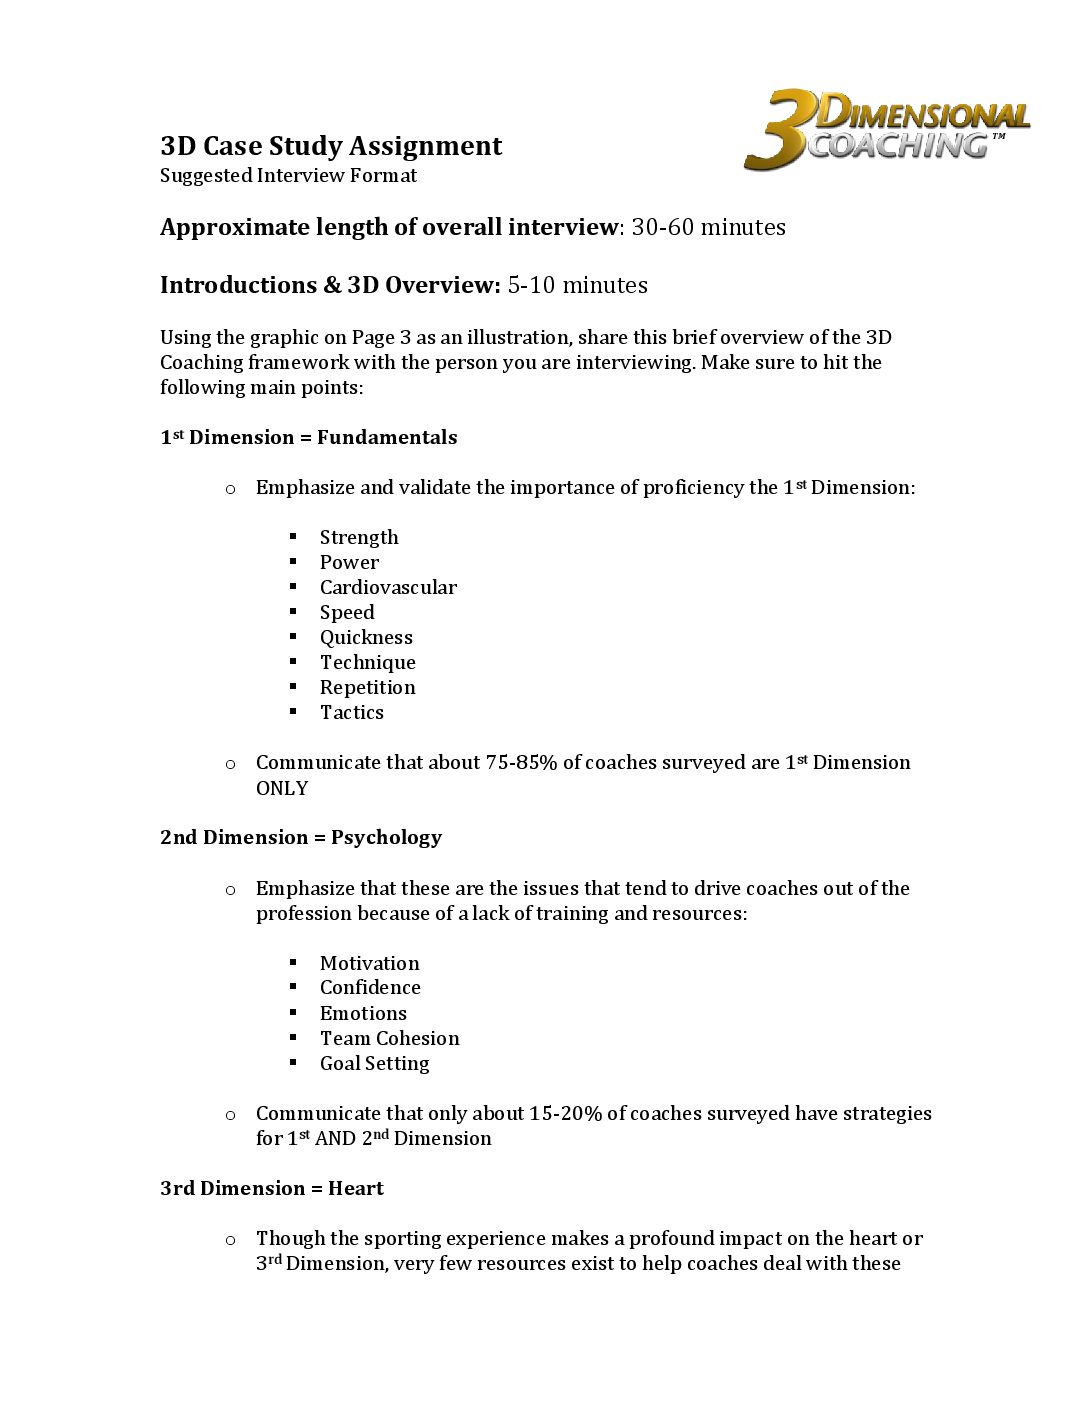 3DIMENSIONAL
COACHING™
3D Case Study Assignment
Suggested Interview Format
Approximate length of overall interview: 30-60 minutes
Introductions & 3D Overview: 5-10 minutes
Using the graphic on Page 3 as an illustration, share this brief overview of the 3D
Coaching framework with the person you are interviewing. Make sure to hit the
following main points:
1st Dimension = Fundamentals
o Emphasize and validate the importance of proficiency the 1st Dimension:
▪ Strength
▪ Power
▪ Cardiovascular
▪ Speed
▪ Quickness
▪ Technique
▪ Repetition
▪ Tactics
o Communicate that about 75-85% of coaches surveyed are 1st Dimension
ONLY
2nd Dimension = Psychology
o Emphasize that these are the issues that tend to drive coaches out of the
profession because of a lack of training and resources:
▪ Motivation
▪ Confidence
▪ Emotions
▪ Team Cohesion
▪ Goal Setting
o Communicate that only about 15-20% of coaches surveyed have strategies
for 1st AND 2nd Dimension
3rd Dimension = Heart
o Though the sporting experience makes a profound impact on the heart or
3rd Dimension, very few resources exist to help coaches deal with these